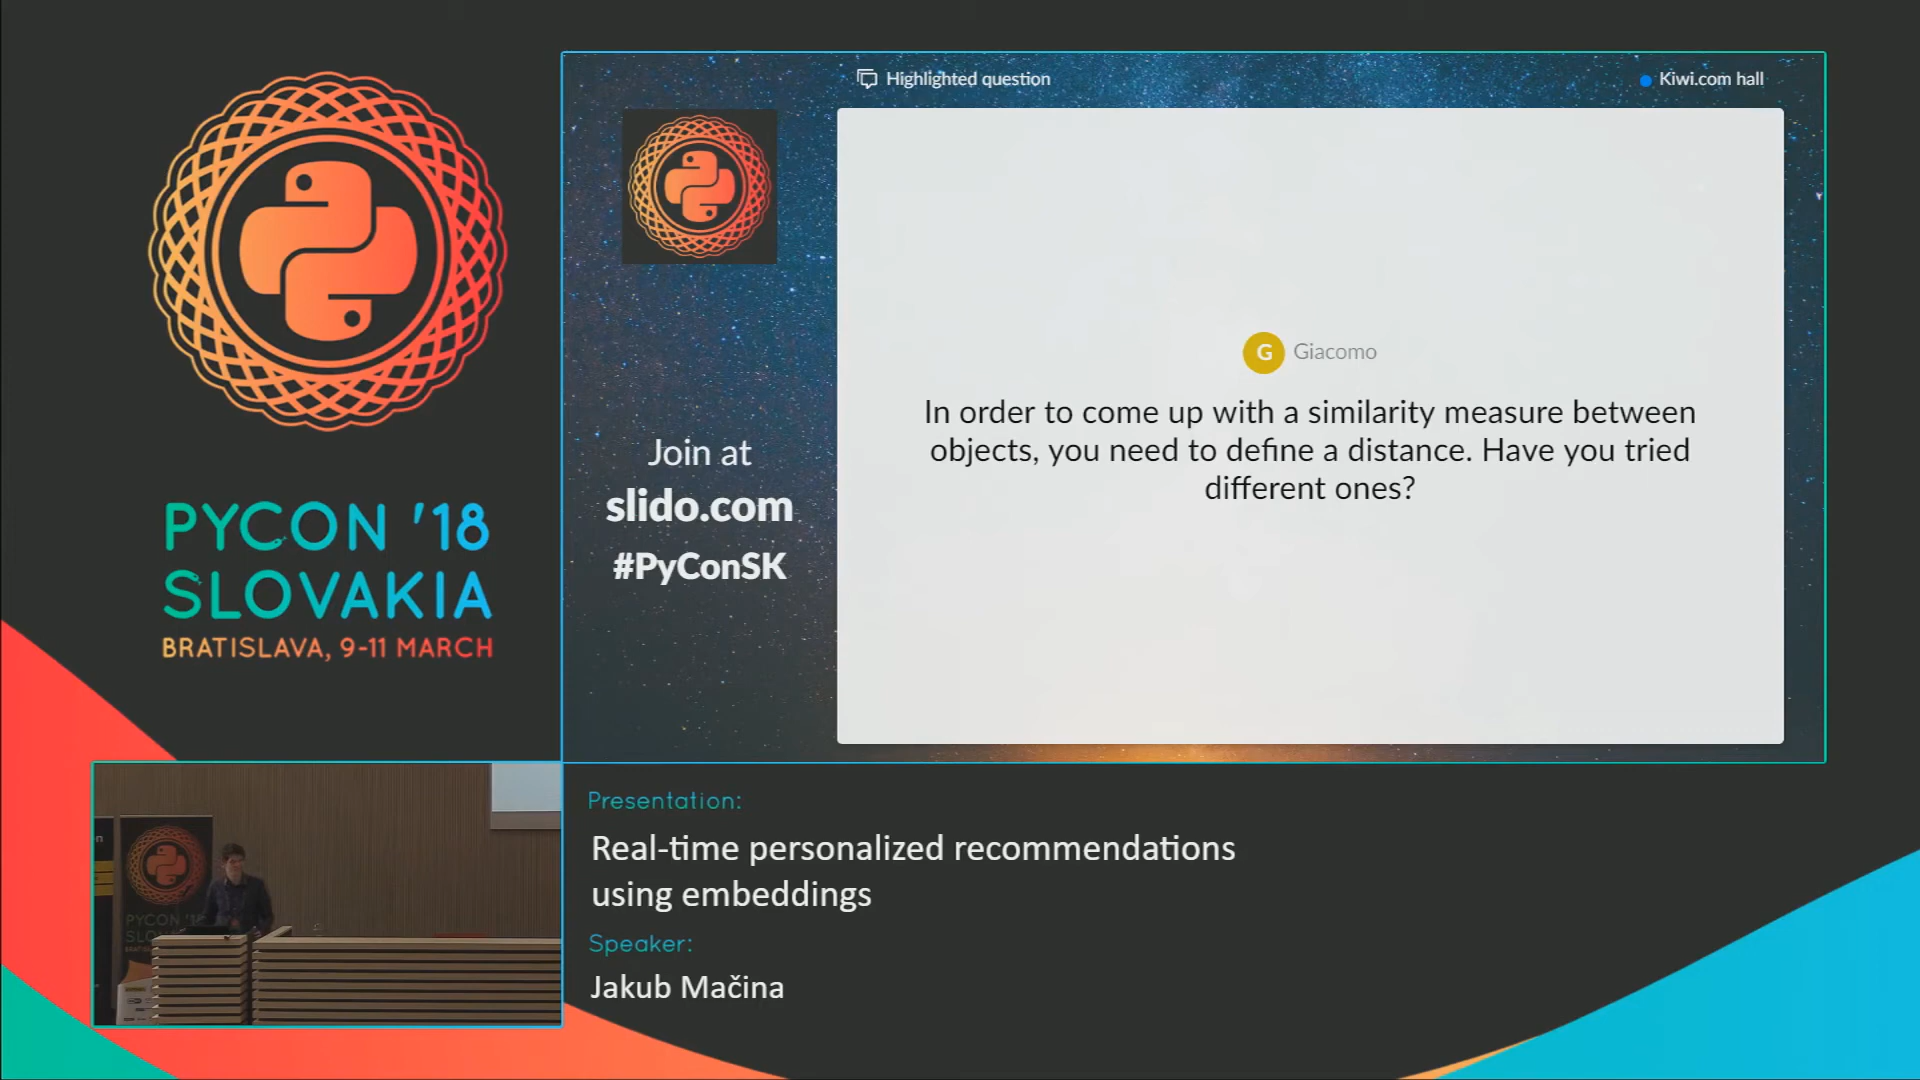 PYCON '18
SLOVAKIA
BRATISLAVA, 9-11 MARCH
Highlighted question
Kiwi.com hall
Join at
slido.com
#PyConSK
G Giacomo
In order to come up with a similarity measure between
objects, you need to define a distance. Have you tried
different ones?
PYCON '18
Presentation:
Real-time personalized recommendations
using embeddings
Speaker:
Jakub Mačina